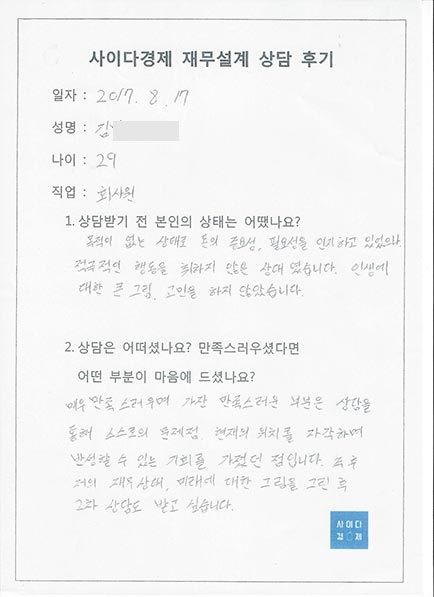 사이다경제 재무설계 상담 후기
일자 : 2017. 8. 17
성명 : 김
나이 : 29
직업 : 회사원
1. 상담받기 전 본인의 상태는 어땠나요?
목적이 없는 상태로 돈의 중요성, 필요성을 인지하고 있었으나
적극적인 행동을 취하지 않은 상태 였습니다. 인생에
대한 큰 그림, 고민을 하지 않았습니다.
2. 상담은 어떠셨나요? 만족스러우셨다면
어떤 부분이 마음에 드셨나요?
매우 만족스러우며 가장 만족스러운 부분은 상담을
통해 스스로의 문제점, 현재의 위치를 자각하며
반성할 수 있는 기회를 가졌던 점입니다. 추후
저의 재무상태, 미래에 대한 그림을 그린 후
2차 상담도 받고 싶습니다.
사이다
경제